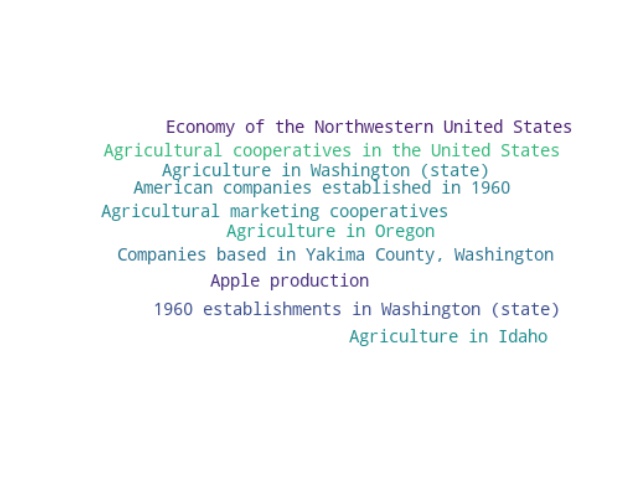 Economy of the Northwestern United States
Agricultural cooperatives in the United States
Agriculture in Washington (state)
American companies established in 1960
Agricultural marketing cooperatives
Agriculture in Oregon
Companies based in Yakima County, Washington
Apple production
1960 establishments in Washington (state)
Agriculture in Idaho